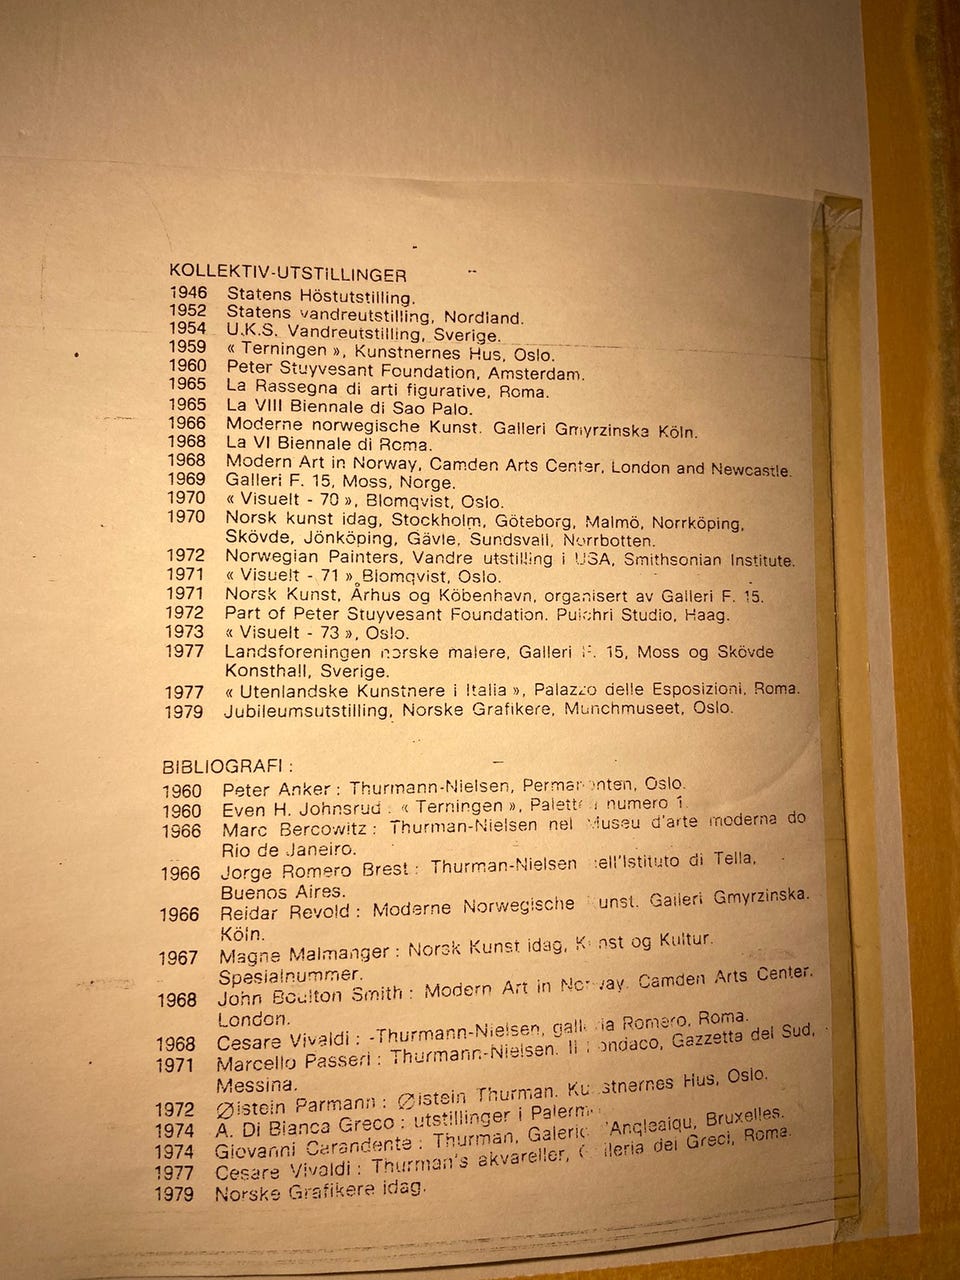 KOLLEKTIV-UTSTILLINGER
1946 Statens Höstutstilling.
1952 Statens vandreutstilling, Nordland.
1954 U.K.S. Vandreutstilling, Sverige.
1959 « Terningen », Kunstnernes Hus, Oslo.
1960 Peter Stuyvesant Foundation, Amsterdam.
1965 La Rassegna di arti figurative, Roma.
1965 La VIII Biennale di Sao Palo.
1966 Moderne norwegische Kunst. Galleri Gmyrzinska Köln.
1968 La VI Biennale di Roma.
1968 Modern Art in Norway, Camden Arts Center, London and Newcastle.
1969 Galleri F. 15, Moss, Norge.
1970 « Visuelt - 70 », Blomqvist, Oslo.
1970 Norsk kunst idag, Stockholm, Göteborg, Malmö, Norrköping,
Skövde, Jönköping, Gävle, Sundsvall, Norrbotten.
1972 Norwegian Painters, Vandre utstilling i USA, Smithsonian Institute.
1971 « Visuelt - 71 » Blomqvist, Oslo.
1971 Norsk Kunst, Århus og Köbenhavn, organisert av Galleri F. 15.
1972 Part of Peter Stuyvesant Foundation. Pulchri Studio, Haag.
1973 « Visuelt - 73 », Oslo.
1977 Landsforeningen norske malere, Galleri F. 15, Moss og Skövde
Konsthall, Sverige.
1977 « Utenlandske Kunstnere i Italia », Palazzo delle Esposizioni, Roma.
1979 Jubileumsutstilling, Norske Grafikere, Munchmuseet, Oslo.
BIBLIOGRAFI :
1960 Peter Anker : Thurmann-Nielsen, Permanenten, Oslo.
1960 Even H. Johnsrud : « Terningen », Palette numero 1.
1966 Marc Bercowitz : Thurman-Nielsen nel Museu d'arte moderna do
Rio de Janeiro.
1966 Jorge Romero Brest : Thurman-Nielsen ell'Istituto di Tella,
Buenos Aires.
1966 Reidar Revold : Moderne Norwegische unst. Galleri Gmyrzinska.
Köln.
1967 Magne Malmanger : Norsk Kunst idag, K nst og Kultur.
Spesialnummer.
1968 John Boulton Smith : Modern Art in Norway. Camden Arts Center.
London.
1968 Cesare Vivaldi : -Thurmann-Nielsen, gall ia Romero, Roma.
1971 Marcello Passeri : Thurmann-Nielsen. Il ondaco, Gazzetta del Sud,
Messina.
1972 Øistein Parmann : Øistein Thurman. Ku stnernes Hus, Oslo.
1974 A. Di Bianca Greco : utstillinger i Palerm
1974 Giovanni Carandente : Thurman, Galerie Bruxelles.
1977 Cesare Vivaldi : Thurman's akvareller, lleria dei Greci, Roma.
1979 Norske Grafikere idag.